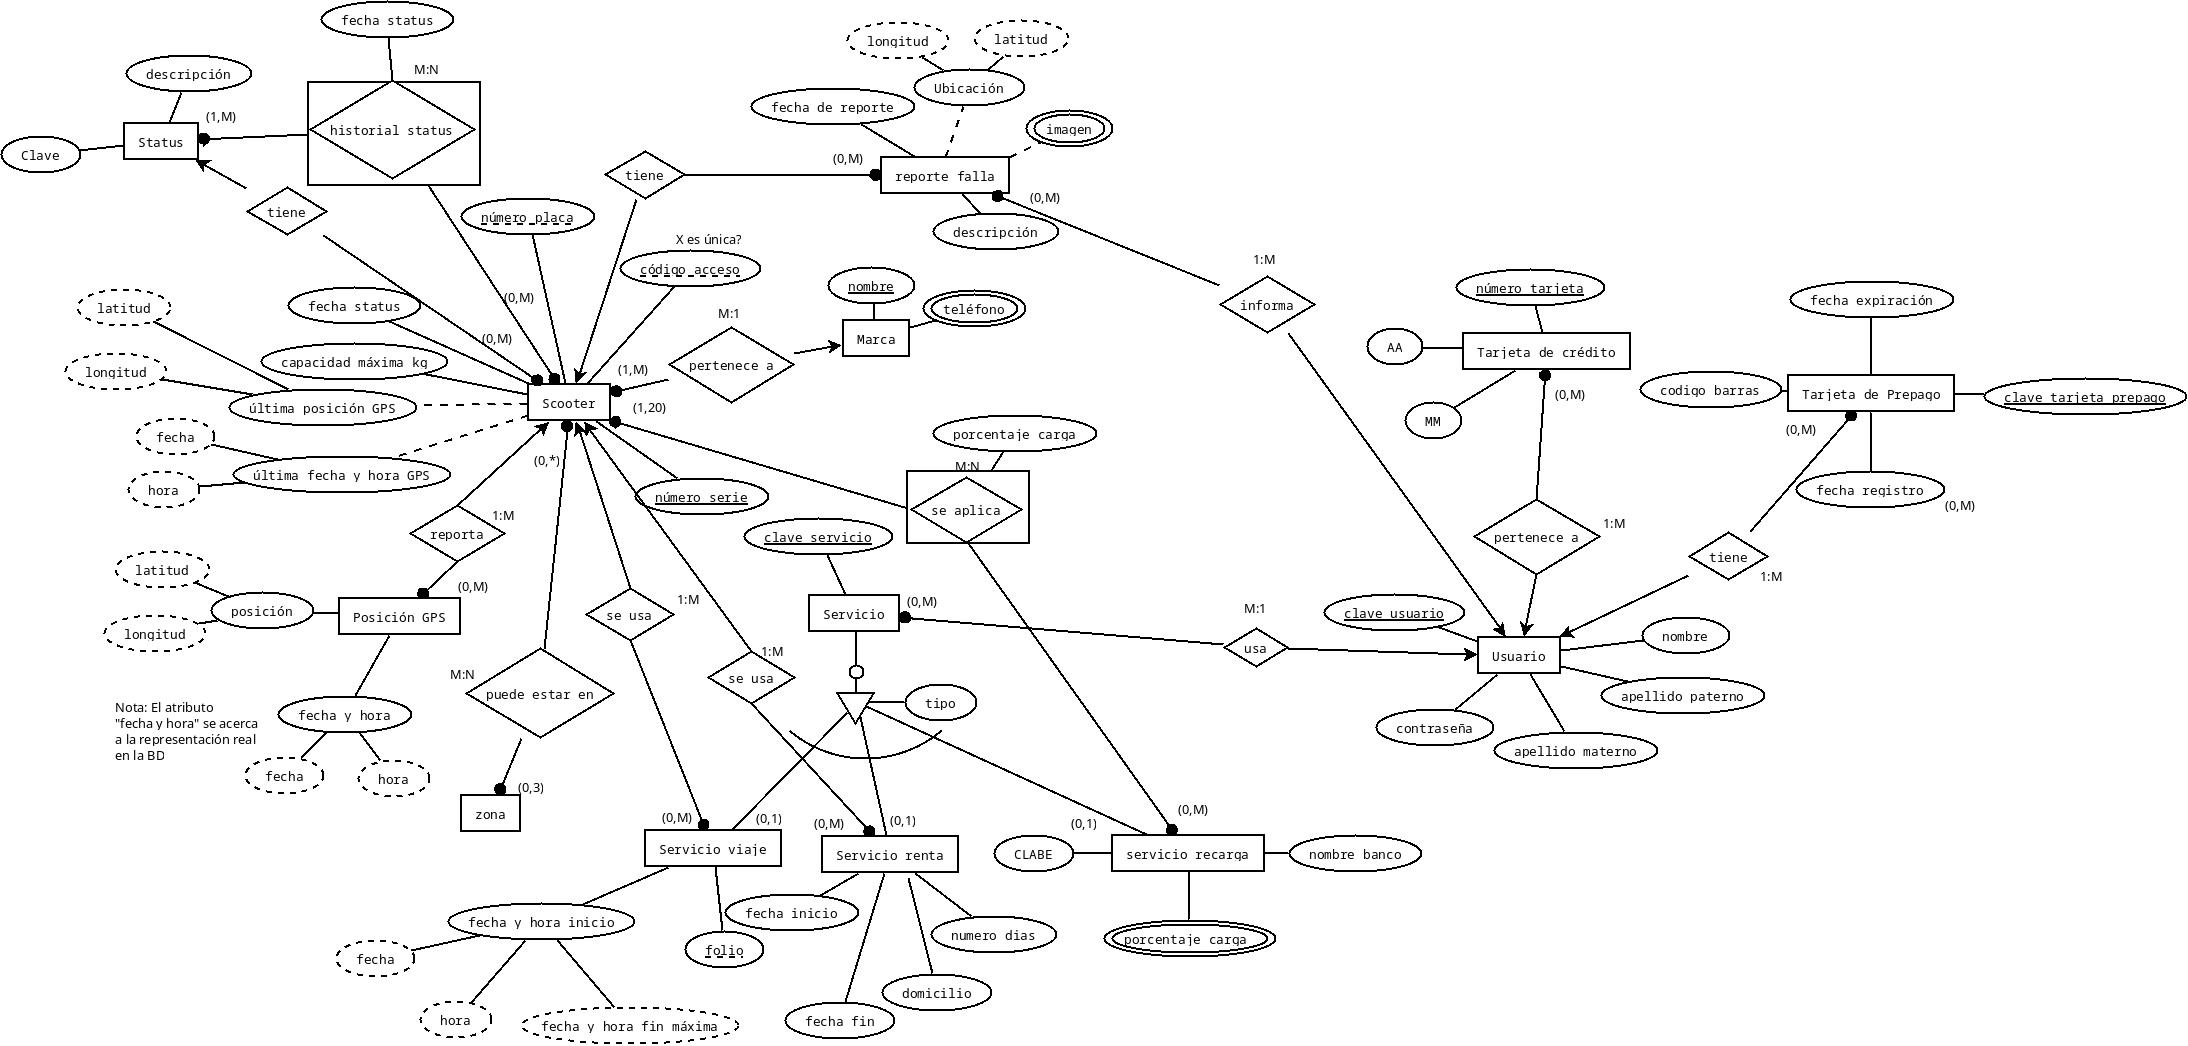 fecha status
longitud
latitud
M:N
descripción
Ubicación
fecha de reporte
(1,M)
imagen
historial status
Status
Clave
(0,M)
tiene
reporte falla
(0,M)
tiene
número placa
descripción
X es única?
1:M
código acceso
nombre
número tarjeta
latitud
fecha status
(0,M)
teléfono
informa
fecha expiración
M:1
(0,M)
Marca
AA
Tarjeta de crédito
capacidad máxima kg
pertenece a
longitud
(1,M)
codigo barras
Tarjeta de Prepago
clave tarjeta prepago
(0,M)
Scooter
última posición GPS
(1,20)
MM
(0,M)
fecha
porcentaje carga
(0,*)
M:N
última fecha y hora GPS
hora
número serie
fecha registro
(0,M)
se aplica
1:M
reporta
clave servicio
pertenece a
1:M
tiene
latitud
1:M
(0,M)
posición
Posición GPS
1:M
(0,M)
M:1
se usa
Servicio
clave usuario
longitud
nombre
usa
Usuario
1:M
M:N
se usa
puede estar en
apellido paterno
tipo
Nota: El atributo
"fecha y hora" se acerca
a la representación real
en la BD
fecha y hora
contraseña
apellido materno
fecha
hora
(0,3)
zona
(0,M)
(0,1)
(0,M)
(0,1)
(0,1)
(0,M)
Servicio viaje
Servicio renta
CLABE
servicio recarga
nombre banco
fecha y hora inicio
fecha inicio
folio
numero dias
porcentaje carga
fecha
domicilio
hora
fecha y hora fin máxima
fecha fin